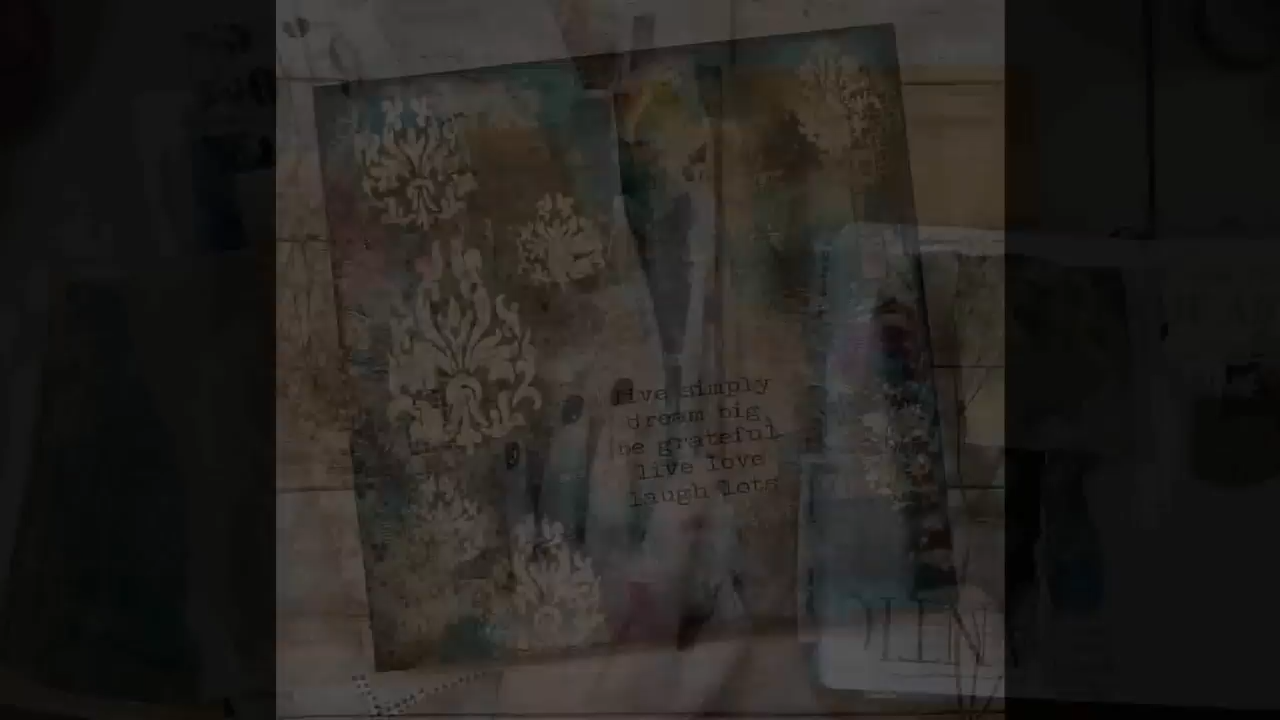 live simply
dream big
be grateful
live love
laugh lots